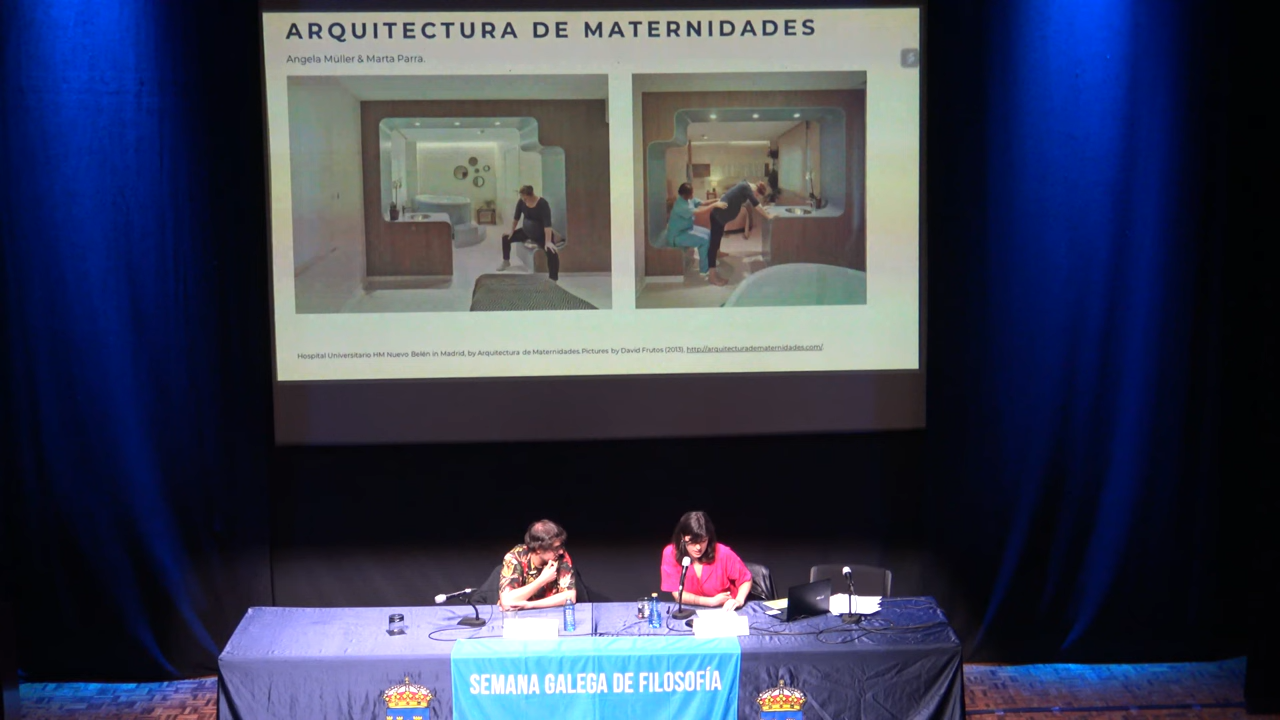 ARQUITECTURA DE MATERNIDADES
Angela Müller & Marta Parra.
Hospital Universitario HM Nuevo Belén in Madrid, by Arquitectura de Maternidades. Pictures by David Frutos (2013). http://arquitecturadematernidades.com/
SEMANA GALEGA DE FILOSOFÍA